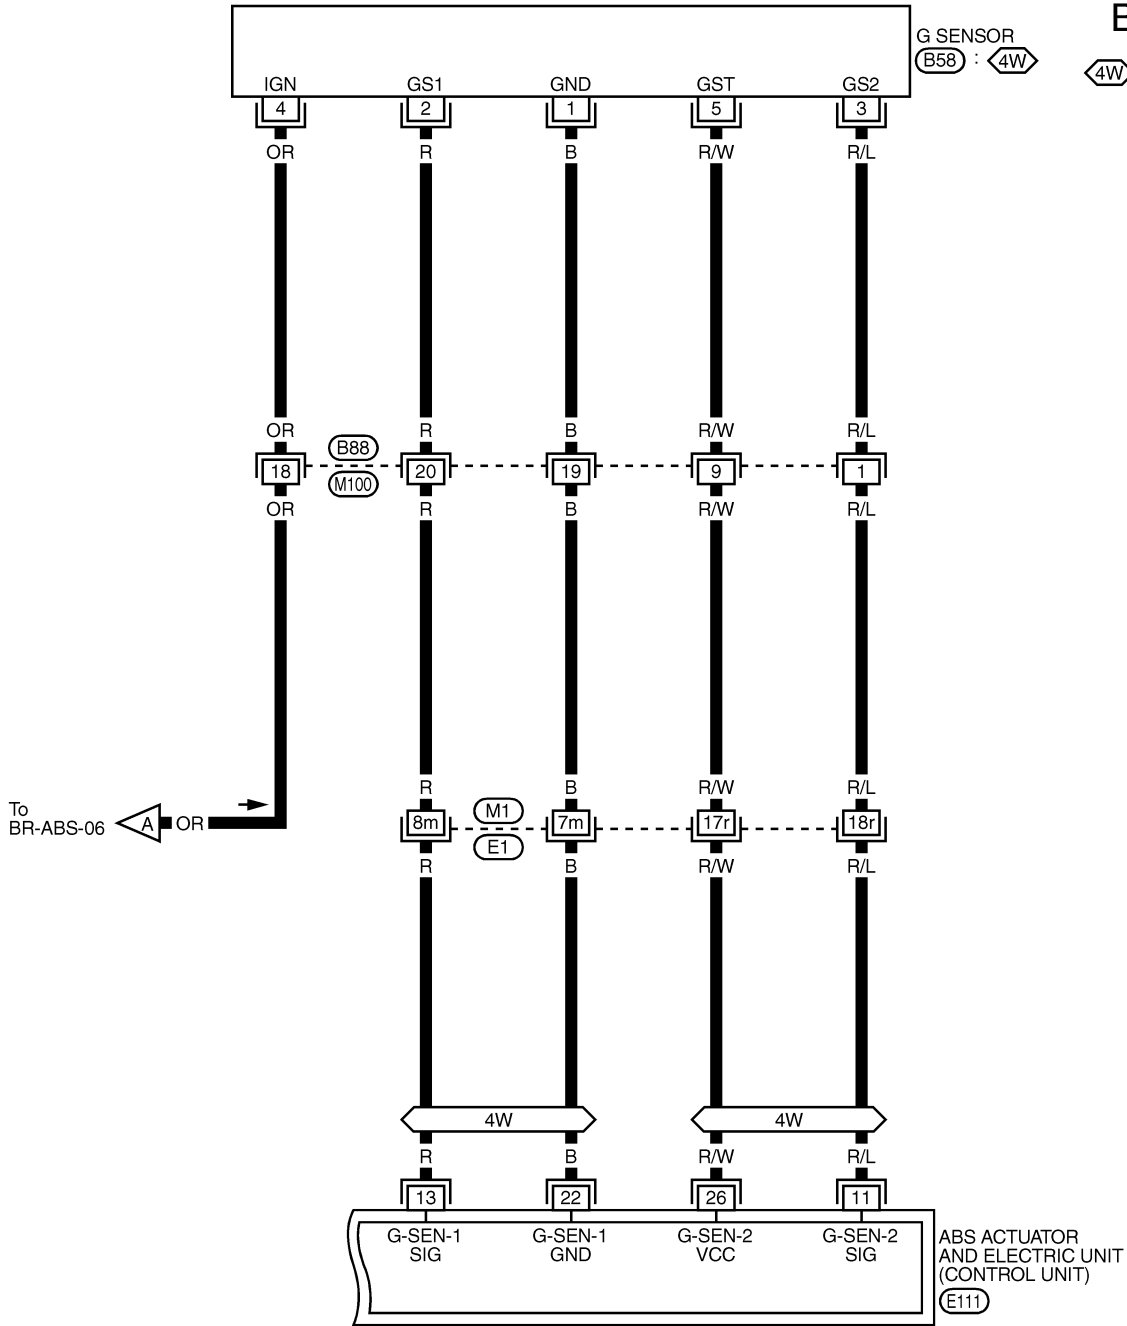 B
G SENSOR
B58 : 4W
4W
IGN GS1 GND GST GS2
4 2 1 5 3
OR R B R/W R/L
OR R B R/W R/L
B88
18 20 19 9 1
M100
OR R B R/W R/L
R B R/W R/L
M1
8m 7m 17r 18r
E1
To
BR-ABS-06
A OR
R B R/W R/L
4W 4W
R B R/W R/L
13 22 26 11
G-SEN-1 G-SEN-1 G-SEN-2 G-SEN-2
SIG GND VCC SIG
ABS ACTUATOR
AND ELECTRIC UNIT
(CONTROL UNIT)
E111